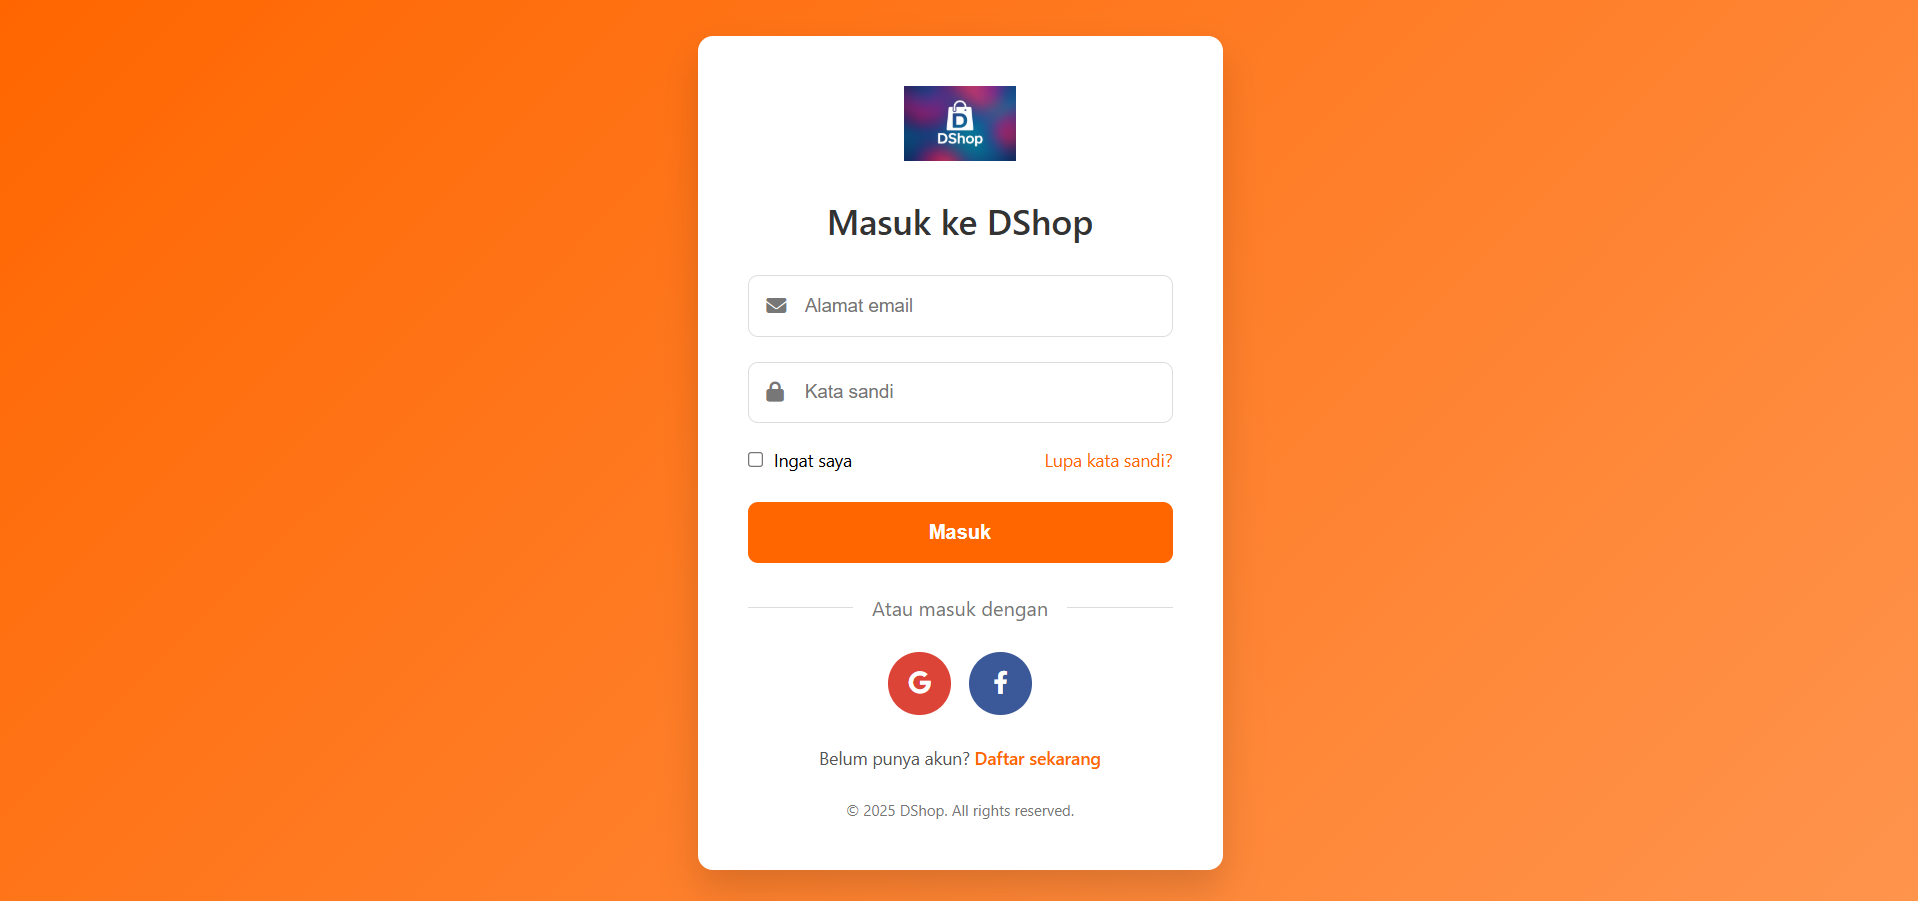 D
DShop
Masuk ke DShop
Alamat email
Kata sandi
Ingat saya
Lupa kata sandi?
Masuk
Atau masuk dengan
G
f
Belum punya akun? Daftar sekarang
© 2025 DShop. All rights reserved.